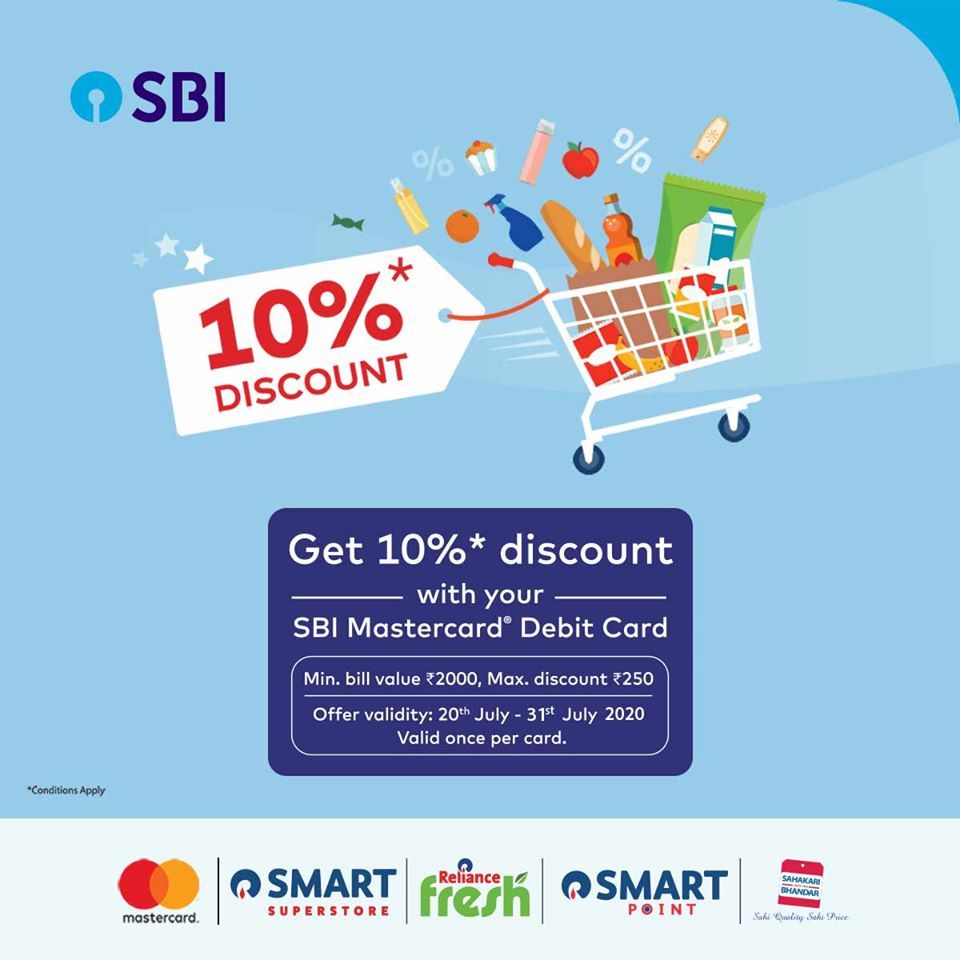 SBI
%
%
10%*
DISCOUNT
Get 10%* discount
with your
SBI Mastercard® Debit Card
Min. bill value ₹2000, Max. discount ₹250
Offer validity: 20th July - 31st July 2020
Valid once per card.
*Conditions Apply
mastercard.
SMART
SUPERSTORE
Reliance
fresh
SMART
POINT
SAHAKARI
BHANDAR
Sahi Quality Sahi Price